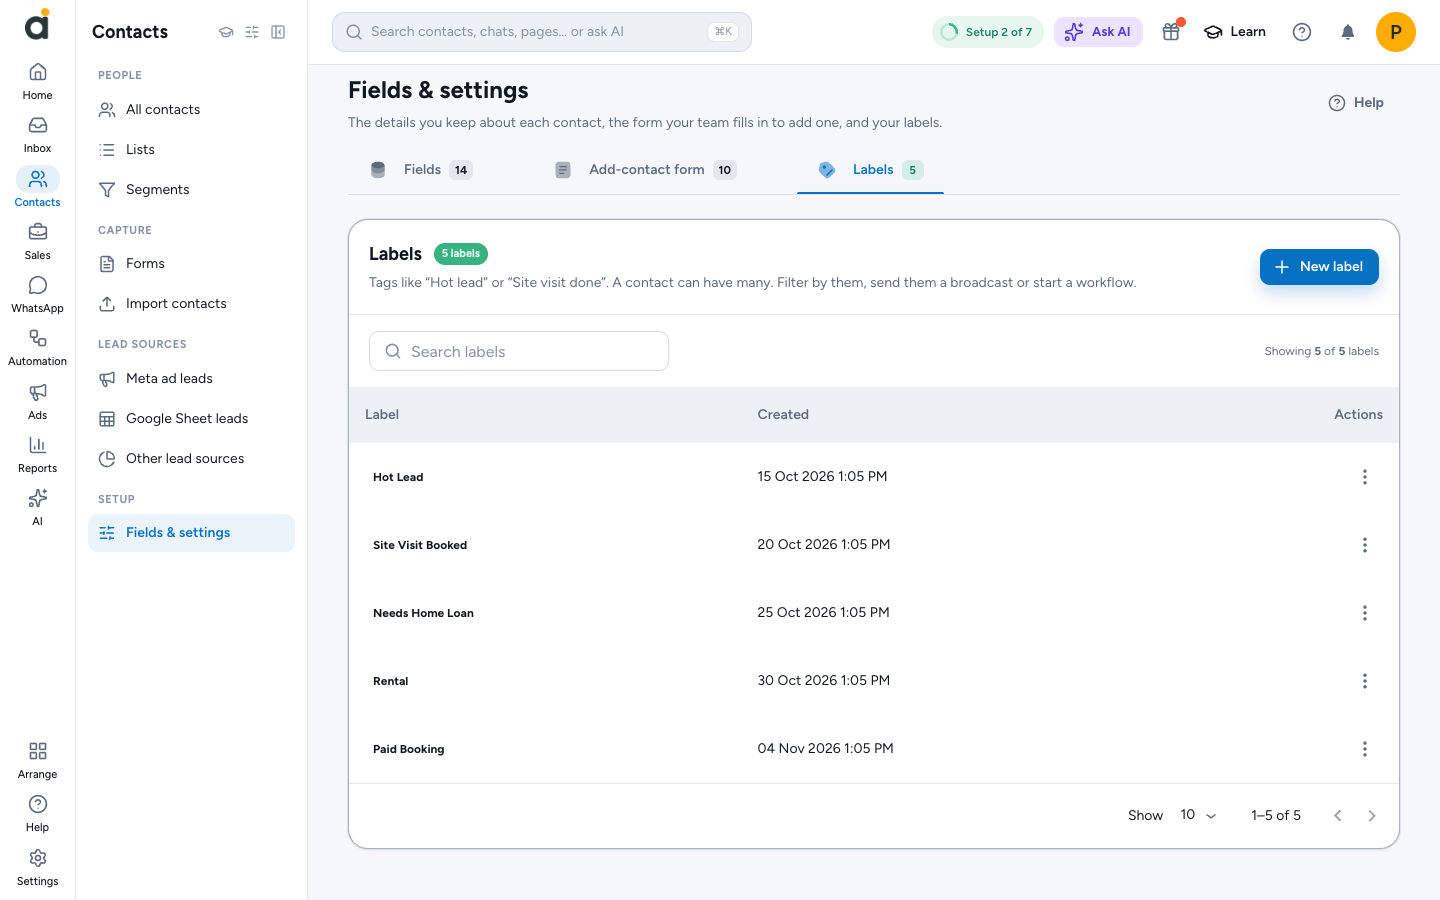 Contacts
Search contacts, chats, pages... or ask AI
⌘K
Setup 2 of 7
Ask AI
Learn
P
Home
Inbox
Contacts
Sales
WhatsApp
Automation
Ads
Reports
AI
Arrange
Help
Settings
PEOPLE
All contacts
Lists
Segments
CAPTURE
Forms
Import contacts
LEAD SOURCES
Meta ad leads
Google Sheet leads
Other lead sources
SETUP
Fields & settings
Fields & settings
The details you keep about each contact, the form your team fills in to add one, and your labels.
Help
Fields 14
Add-contact form 10
Labels 5
Labels 5 labels
Tags like “Hot lead” or “Site visit done”. A contact can have many. Filter by them, send them a broadcast or start a workflow.
New label
Search labels
Showing 5 of 5 labels
Label Created Actions
Hot Lead 15 Oct 2026 1:05 PM
Site Visit Booked 20 Oct 2026 1:05 PM
Needs Home Loan 25 Oct 2026 1:05 PM
Rental 30 Oct 2026 1:05 PM
Paid Booking 04 Nov 2026 1:05 PM
Show 10 1–5 of 5